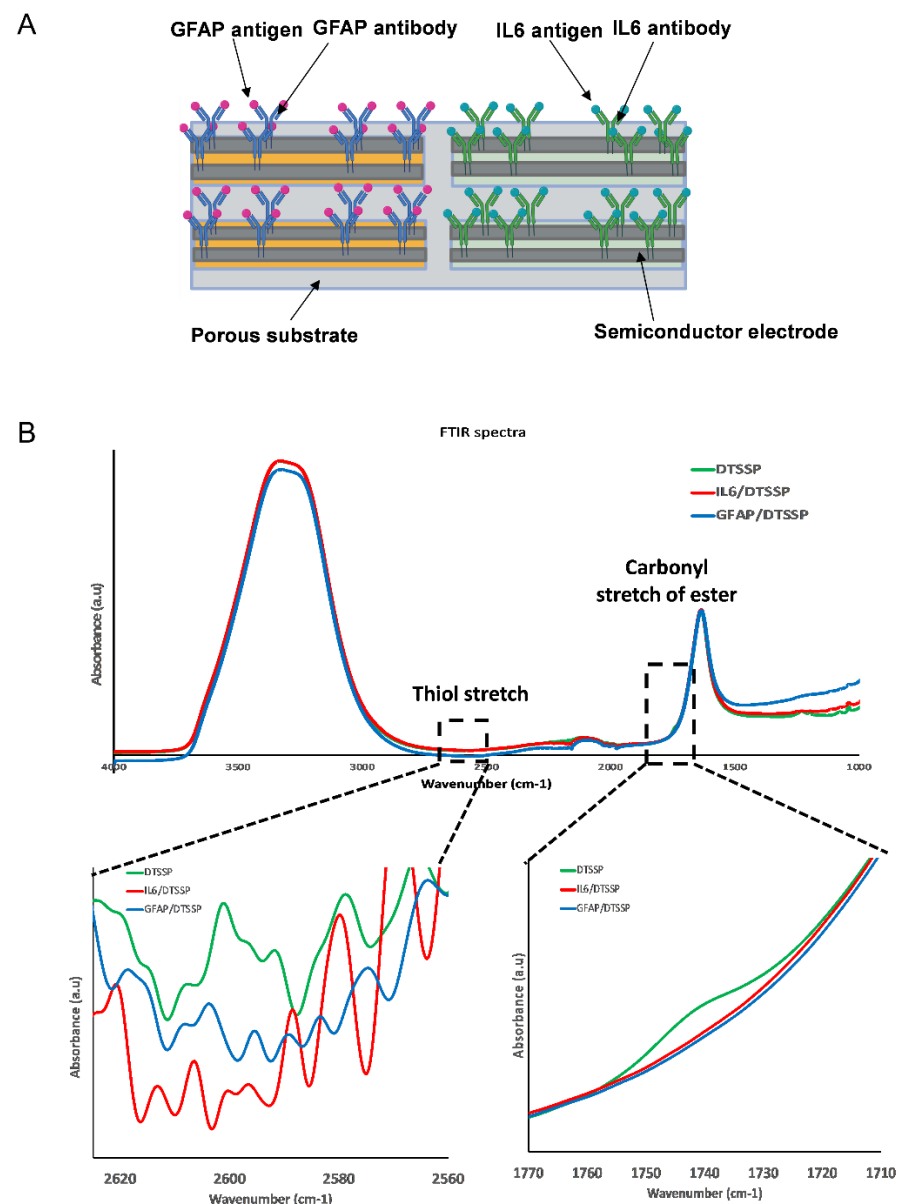 A
GFAP antigen GFAP antibody IL6 antigen IL6 antibody
Porous substrate
Semiconductor electrode
B
FTIR spectra
DTSSP
IL6/DTSSP
GFAP/DTSSP
Carbonyl
stretch of ester
Thiol stretch
Absorbance (a.u)
4000 3500 3000 2500 2000 1500 1000
Wavenumber (cm-1)
DTSSP
IL6/DTSSP
GFAP/DTSSP
Absorbance (a.u)
2620 2600 2580 2560
Wavenumber (cm-1)
DTSSP
IL6/DTSSP
GFAP/DTSSP
Absorbance (a.u)
1770 1760 1750 1740 1730 1720 1710
Wavenumber (cm-1)